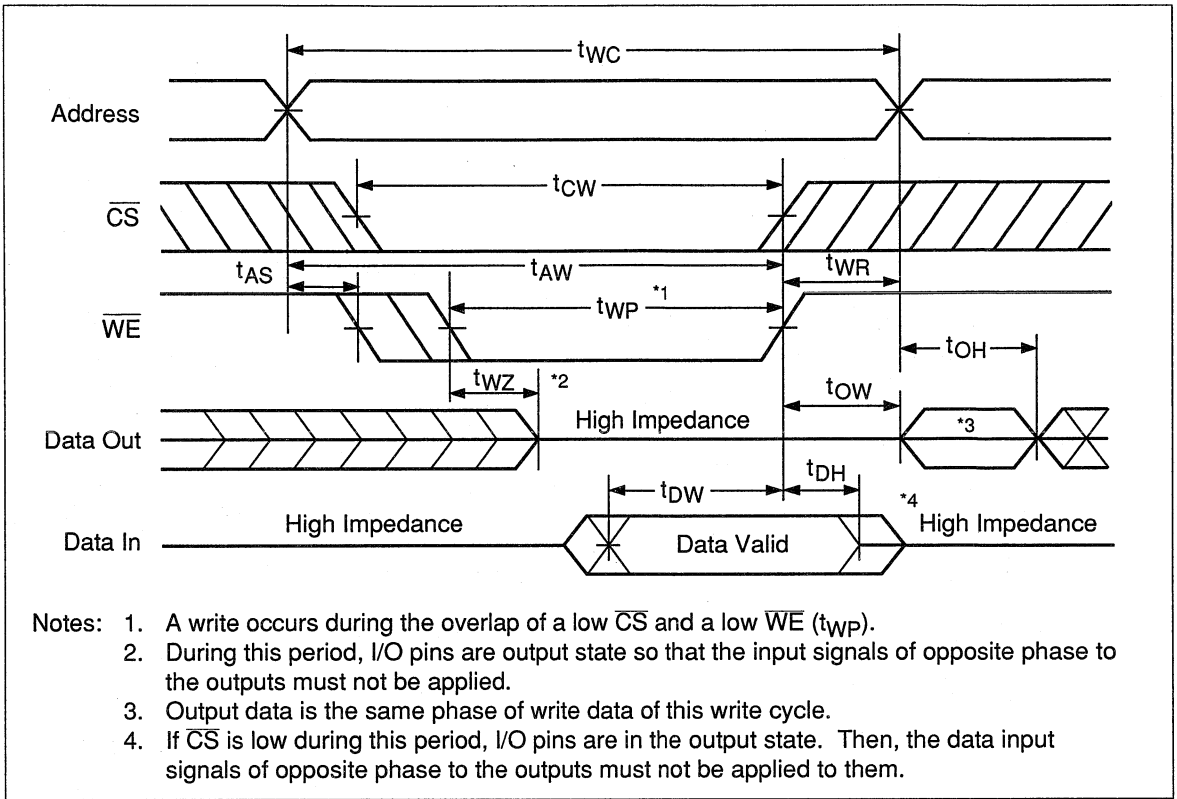 tWC
Address
tCW
CS
tAS
tAW
tWR
tWP *1
WE
tOH
tWZ *2
tOW
High Impedance
*3
Data Out
tDH
tDW
*4
High Impedance
High Impedance
Data In
Data Valid
Notes: 1. A write occurs during the overlap of a low C̅S̅ and a low W̅E̅ (tWP).
2. During this period, I/O pins are output state so that the input signals of opposite phase to
the outputs must not be applied.
3. Output data is the same phase of write data of this write cycle.
4. If C̅S̅ is low during this period, I/O pins are in the output state. Then, the data input
signals of opposite phase to the outputs must not be applied to them.